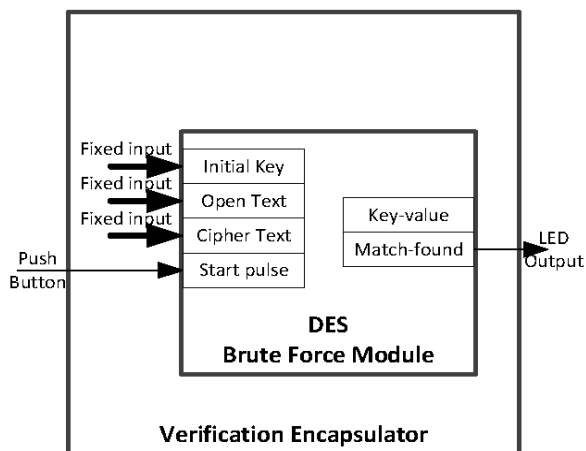 Fixed input
Initial Key
Fixed input
Open Text
Fixed input
Cipher Text
Push
Button
Start pulse
Key-value
Match-found
LED
Output
DES
Brute Force Module
Verification Encapsulator